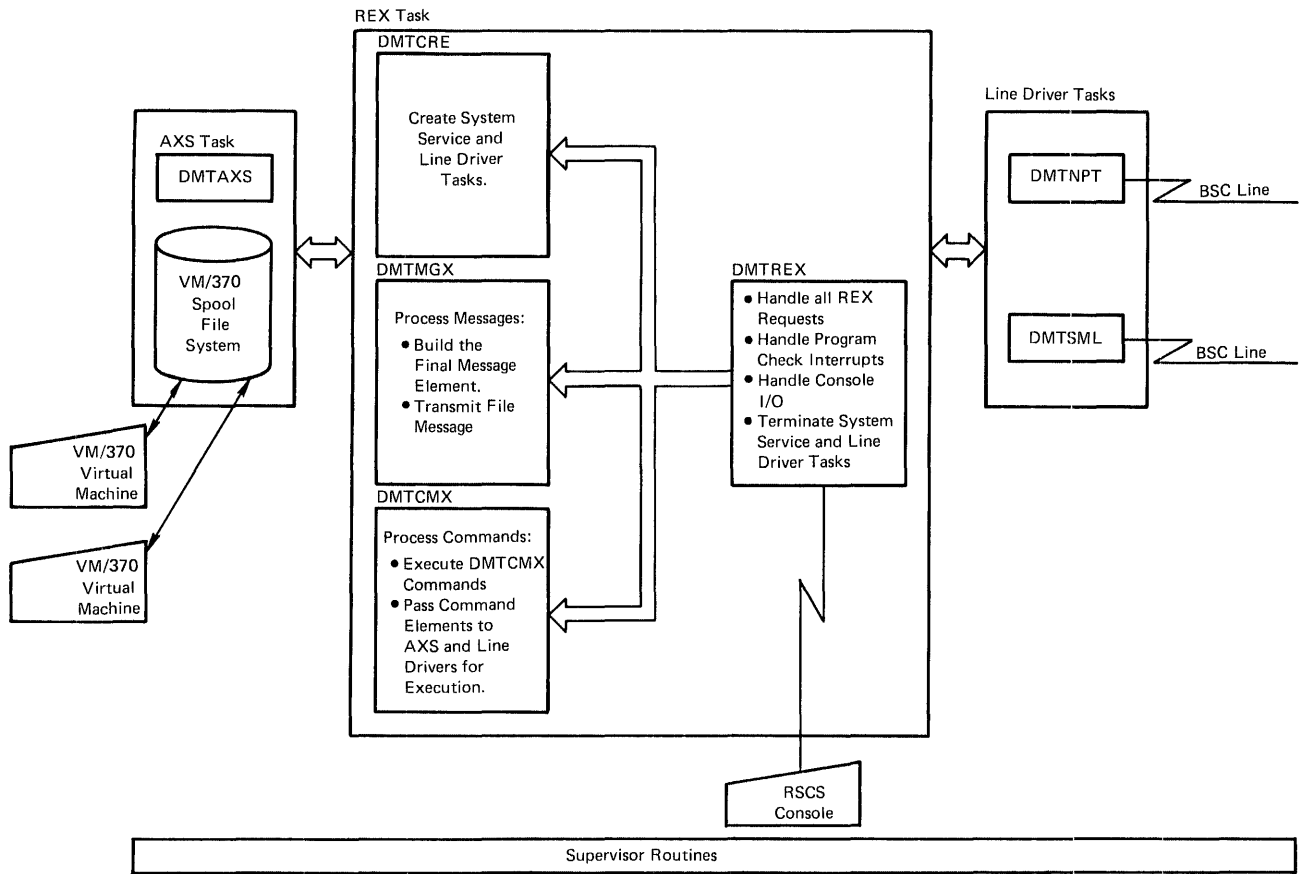 REX Task
DMTCRE
Create System
Service and
Line Driver
Tasks.
AXS Task
DMTAXS
VM/370
Spool
File
System
VM/370
Virtual
Machine
VM/370
Virtual
Machine
DMTMGX
Process Messages:
• Build the
Final Message
Element.
• Transmit File
Message
DMTCMX
Process Commands:
• Execute DMTCMX
Commands
• Pass Command
Elements to
AXS and Line
Drivers for
Execution.
DMTREX
• Handle all REX
Requests
• Handle Program
Check Interrupts
• Handle Console
I/O
• Terminate System
Service and Line
Driver Tasks
Line Driver Tasks
DMTNPT
BSC Line
DMTSML
BSC Line
RSCS
Console
Supervisor Routines